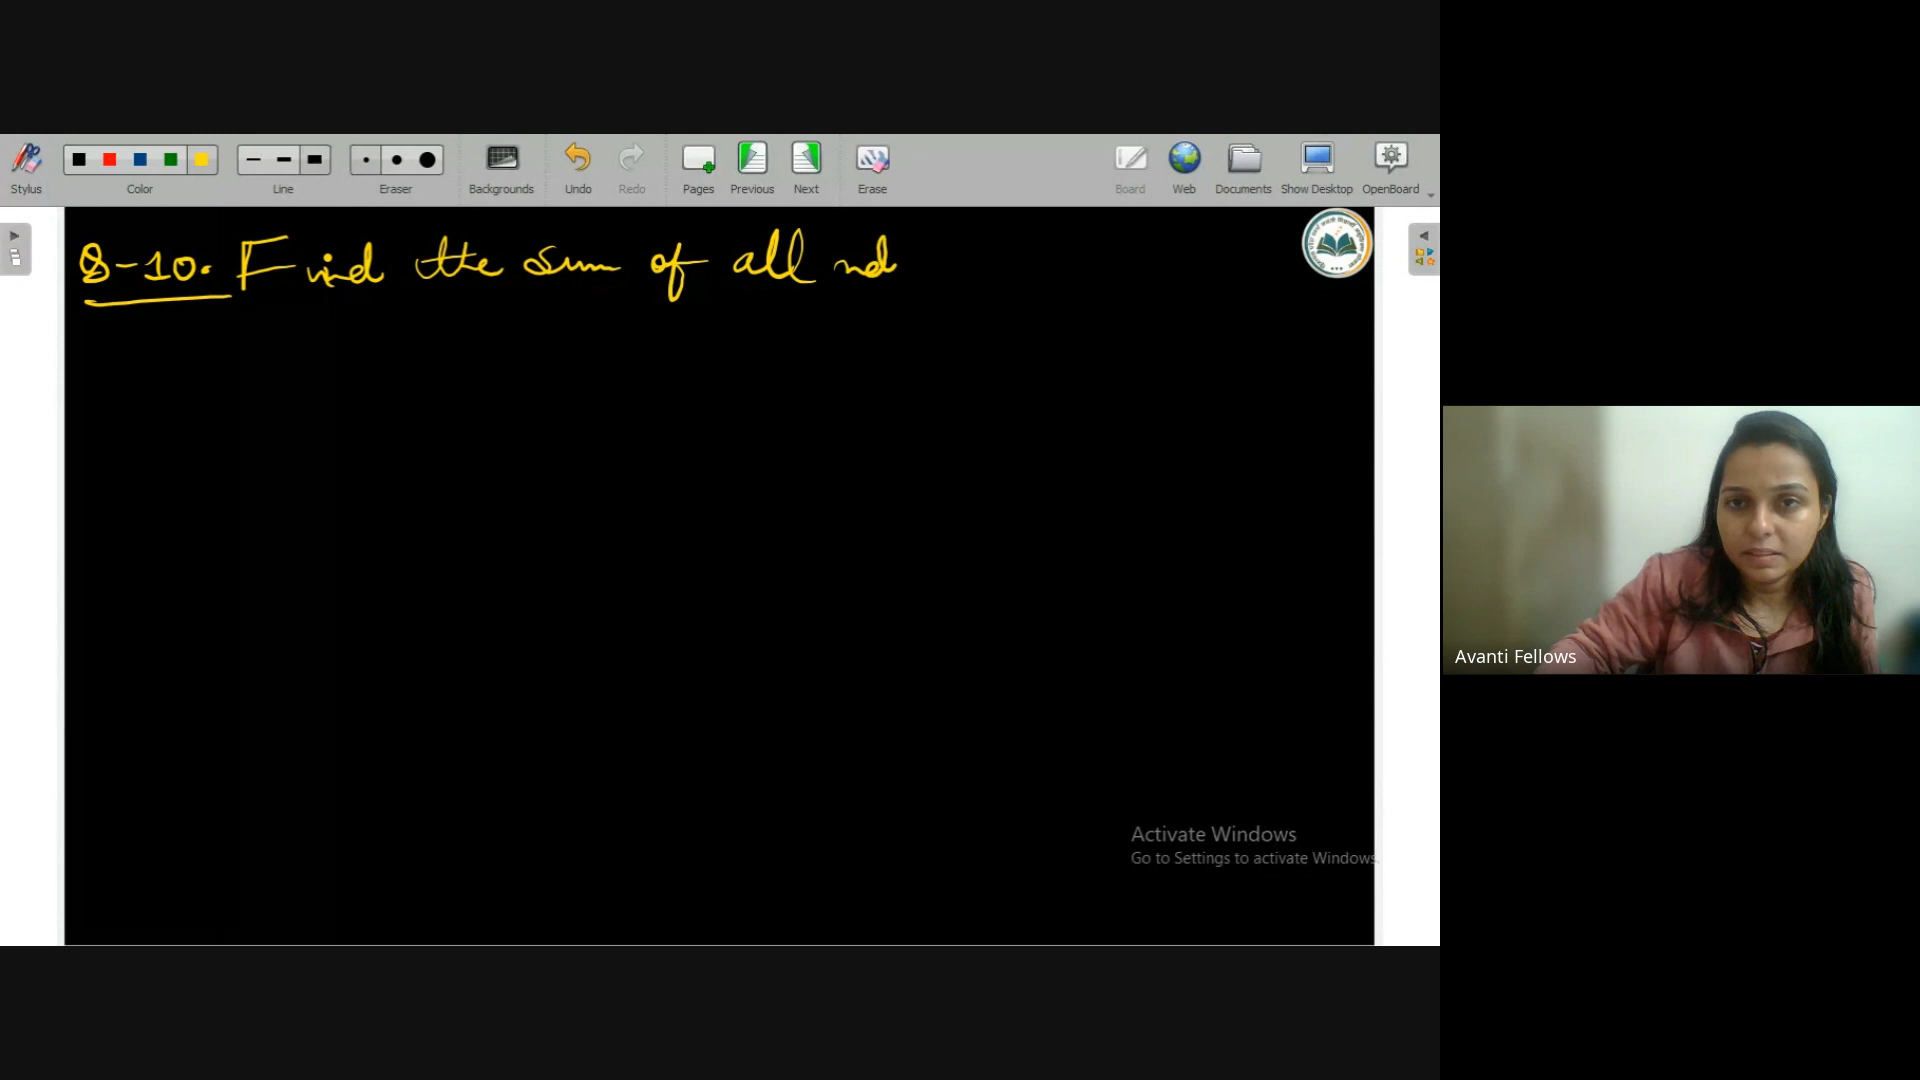 Stylus Color Line Eraser Backgrounds Undo Redo Pages Previous Next Erase Board Web Documents Show Desktop OpenBoard
Q-10. Find the sum of all
Avanti Fellows
Activate Windows
Go to Settings to activate Windows.